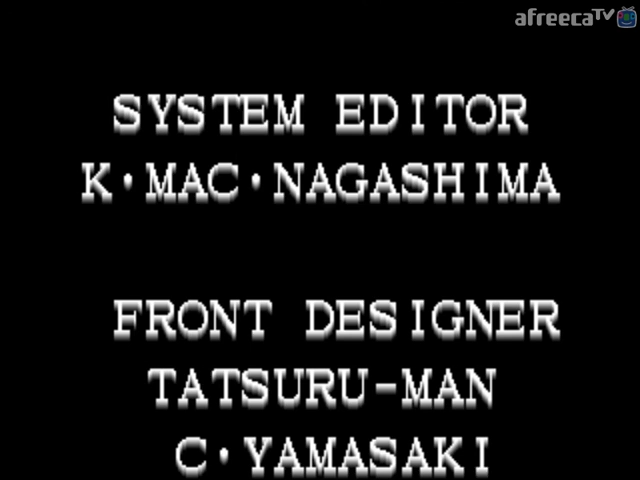 afreecaTV
SYSTEM EDITOR
K·MAC·NAGASHIMA
FRONT DESIGNER
TATSURU-MAN
C·YAMASAKI